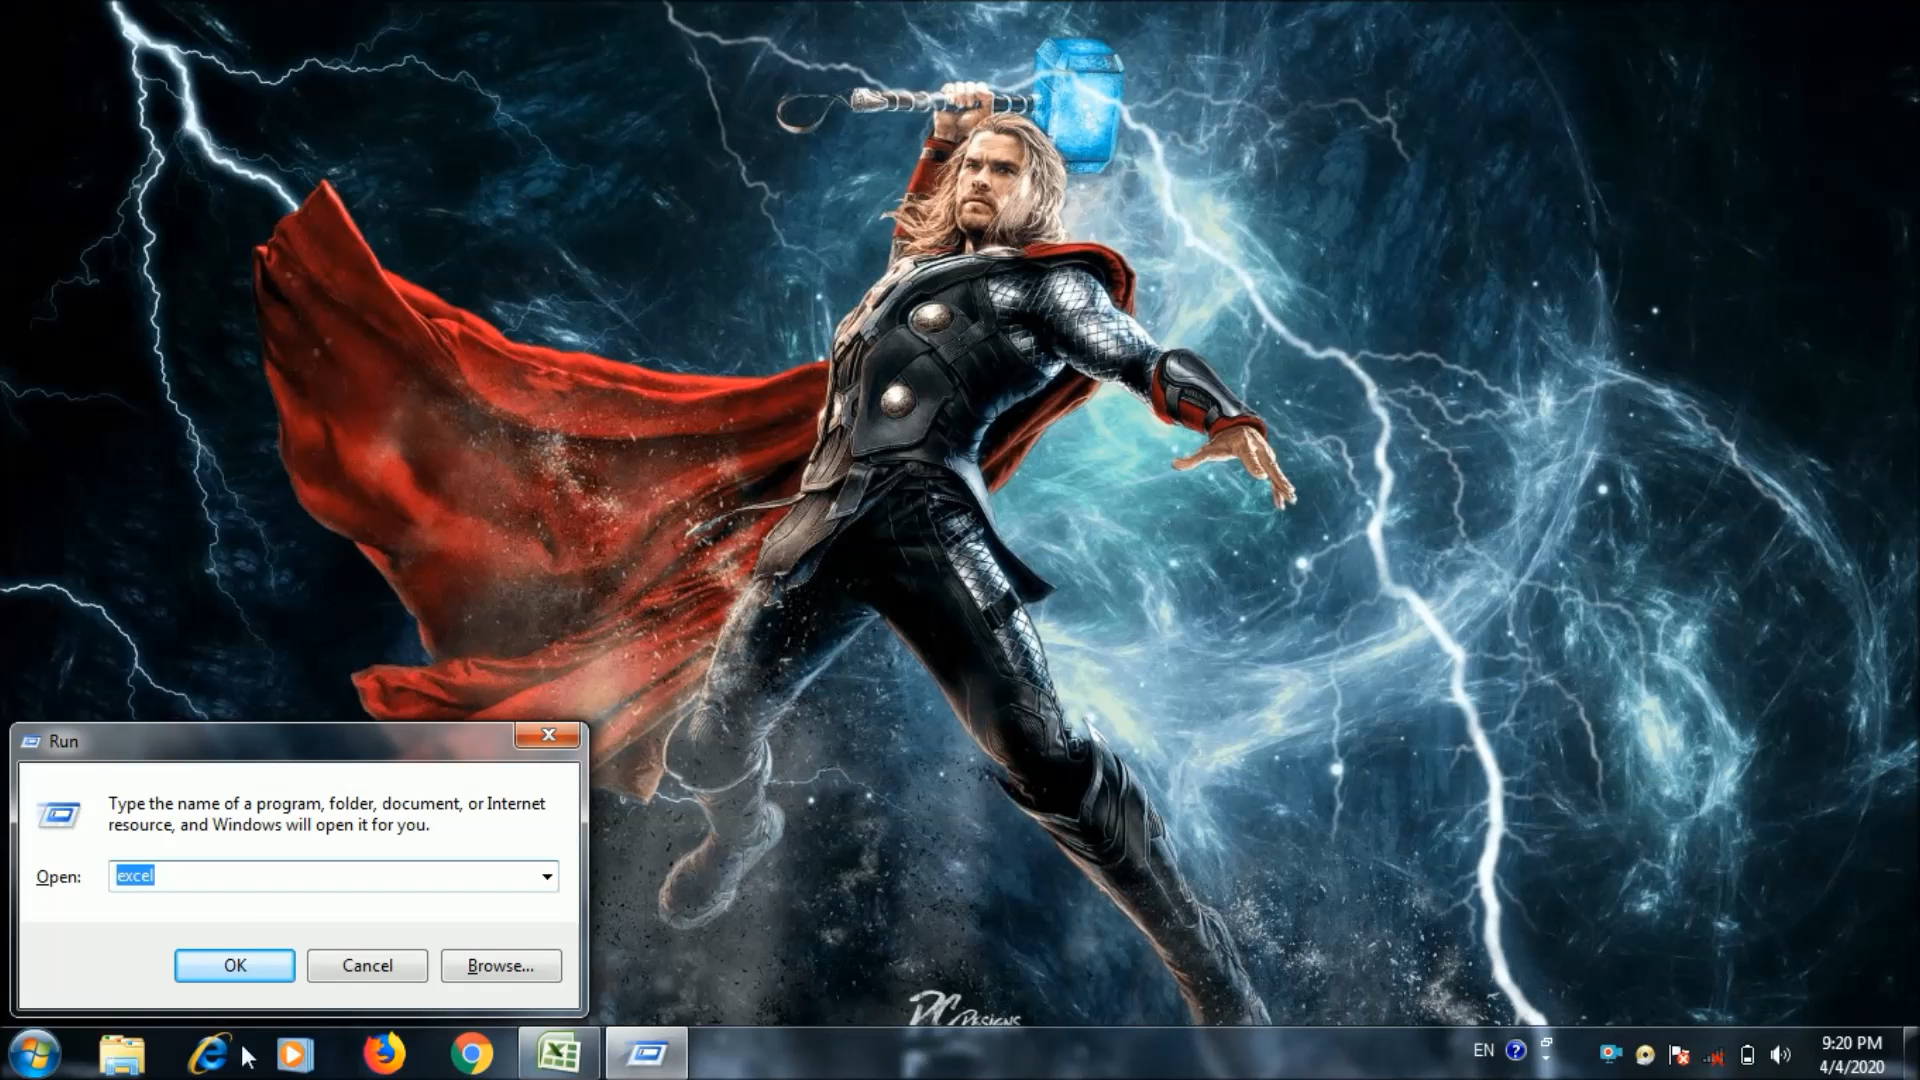 Run
Type the name of a program, folder, document, or Internet
resource, and Windows will open it for you.
Open:
excel
OK
Cancel
Browse...
DC DESIGNS
EN
9:20 PM
4/4/2020